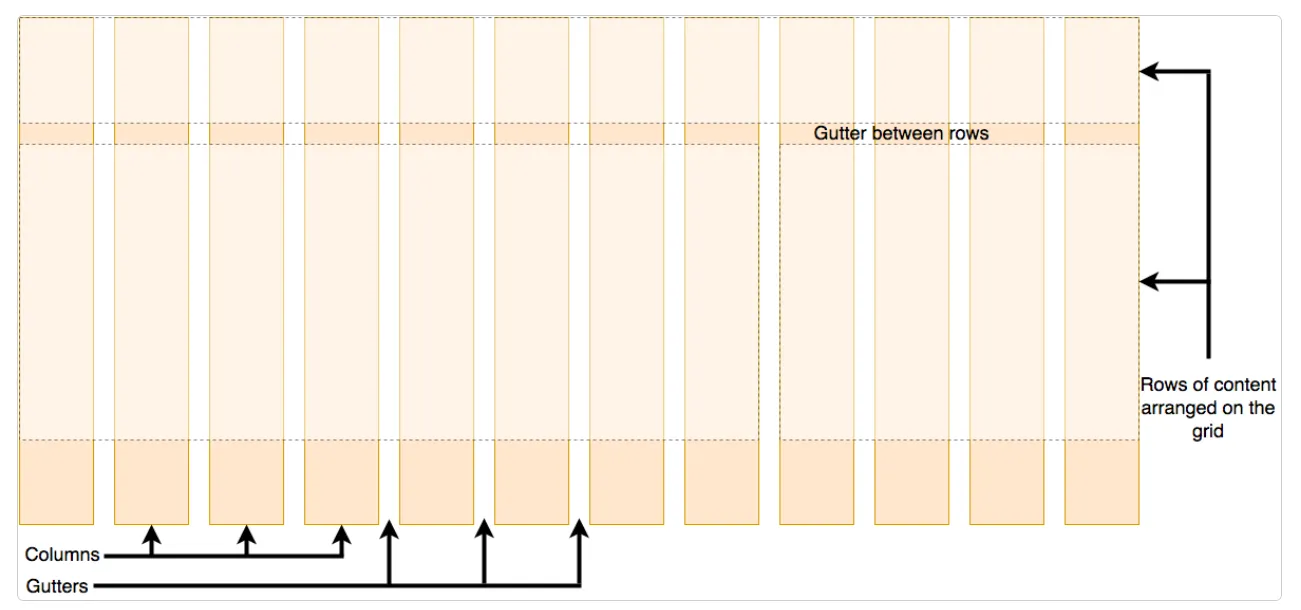 Gutter between rows
Rows of content
arranged on the
grid
Columns
Gutters